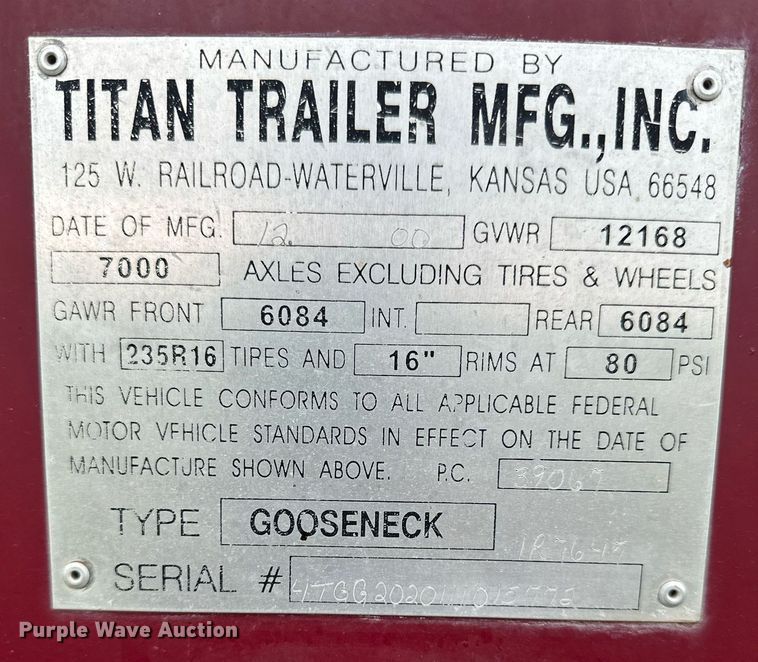 MANUFACTURED BY
TITAN TRAILER MFG.,INC.
125 W. RAILROAD-WATERVILLE, KANSAS USA 66548
DATE OF MFG. 12 00 GVWR 12168
7000 AXLES EXCLUDING TIRES & WHEELS
GAWR FRONT 6084 INT. REAR 6084
WITH 235R16 TIRES AND 16" RIMS AT 80 PSI
THIS VEHICLE CONFORMS TO ALL APPLICABLE FEDERAL
MOTOR VEHICLE STANDARDS IN EFFECT ON THE DATE OF
MANUFACTURE SHOWN ABOVE. P.C. 39067
TYPE GOOSENECK
SERIAL #
Purple Wave Auction